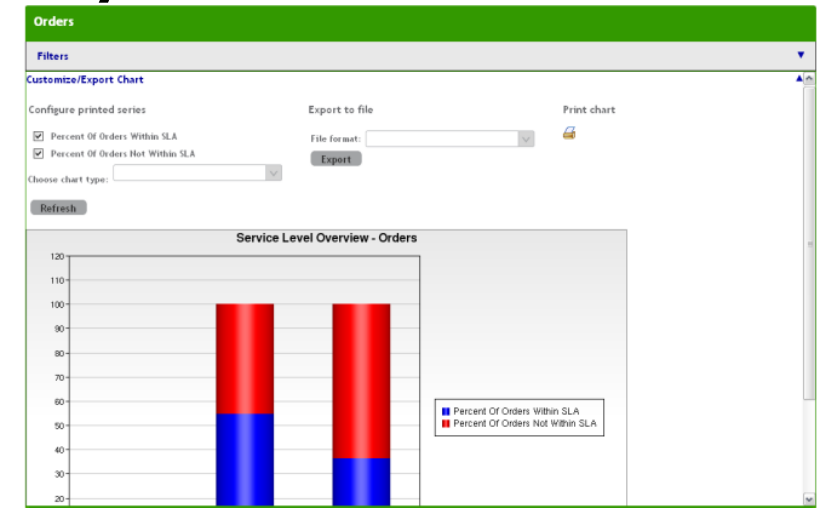 Orders
Filters
Customize/Export Chart
Configure printed series
Export to file
Print chart
Percent Of Orders Within SLA
File format:
Percent Of Orders Not Within SLA
Export
Choose chart type:
Refresh
Service Level Overview - Orders
120
110
100
90
80
70
60
50
40
30
20
Percent Of Orders Within SLA
Percent Of Orders Not Within SLA